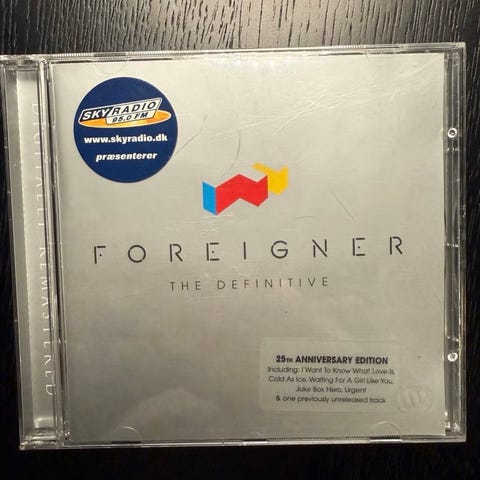 SKYRADIO
95.0 FM
www.skyradio.dk
præsenterer
FOREIGNER
THE DEFINITIVE
25TH ANNIVERSARY EDITION
Including: I Want To Know What Love Is,
Cold As Ice, Waiting For A Girl Like You,
Juke Box Hero, Urgent
& one previously unreleased track
DIGITALLY REMASTERED